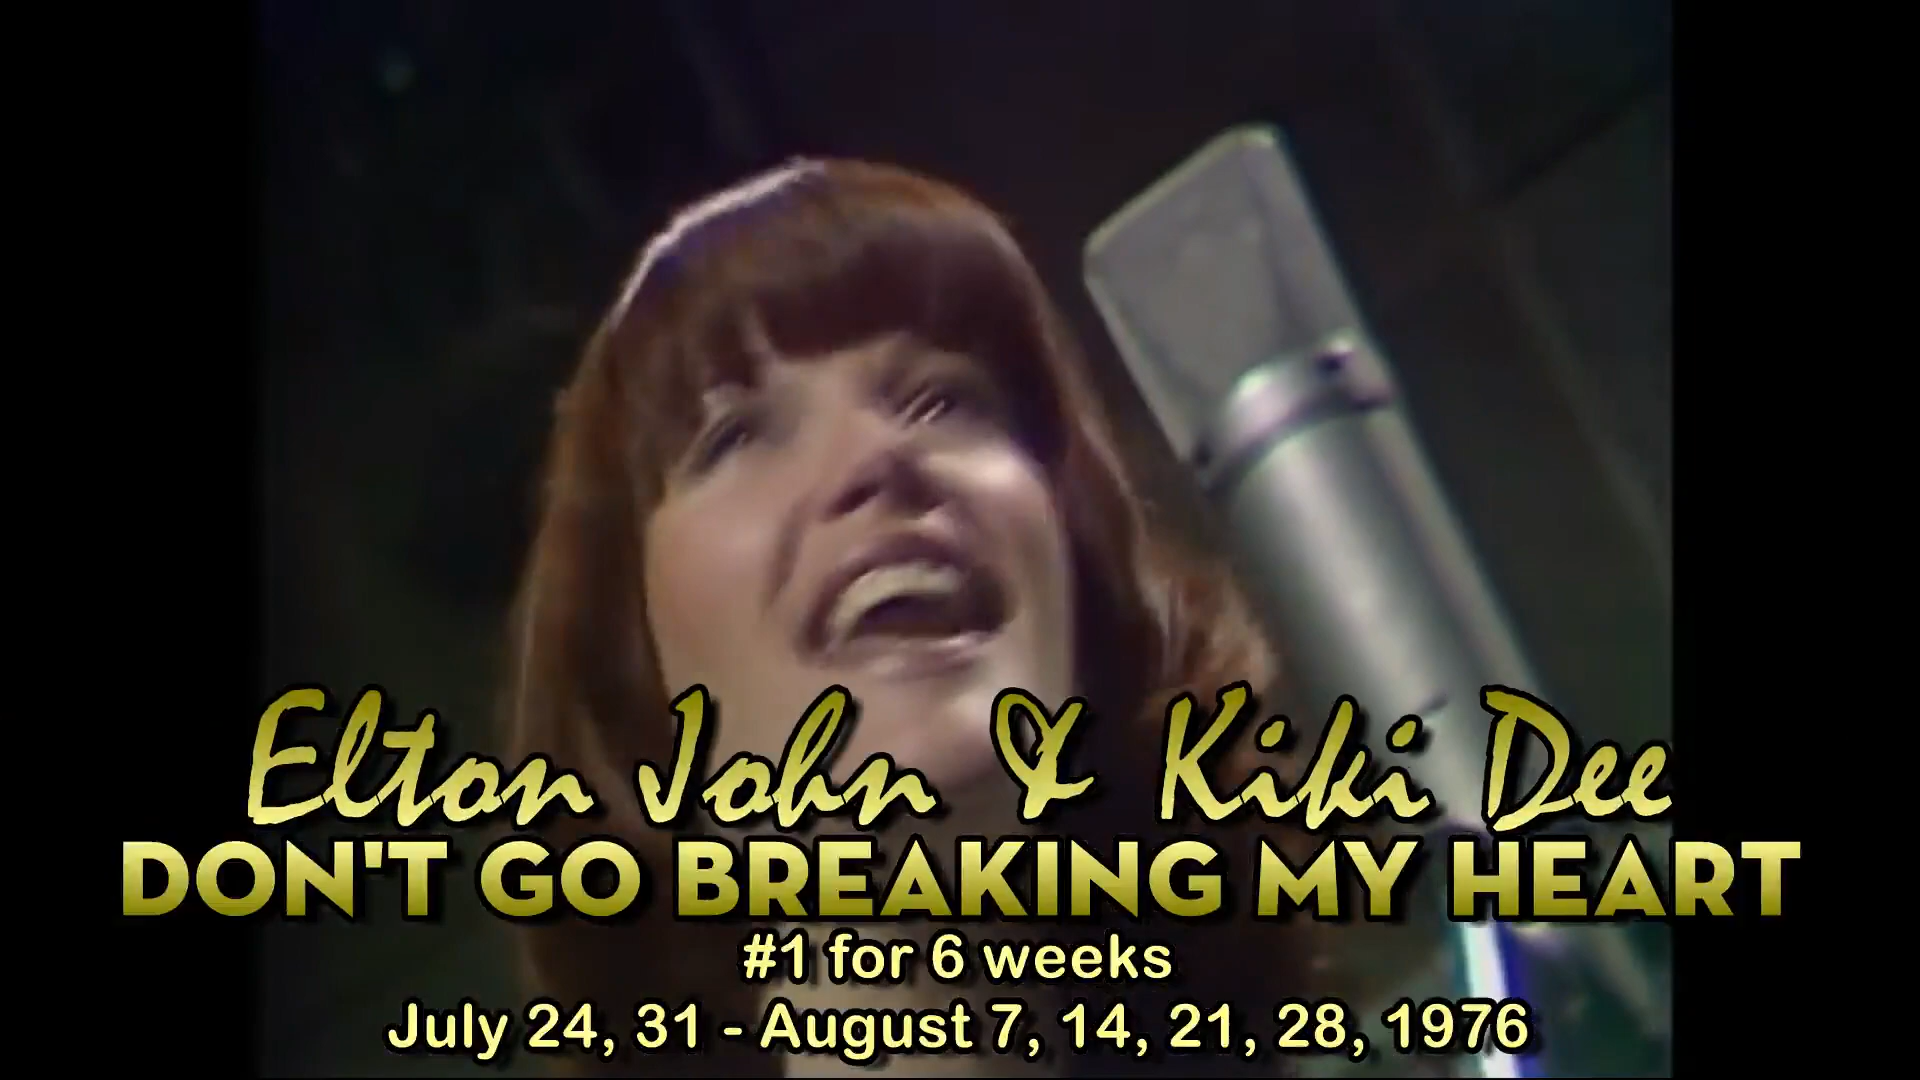 Elton John & Kiki Dee
DON'T GO BREAKING MY HEART
#1 for 6 weeks
July 24, 31 - August 7, 14, 21, 28, 1976